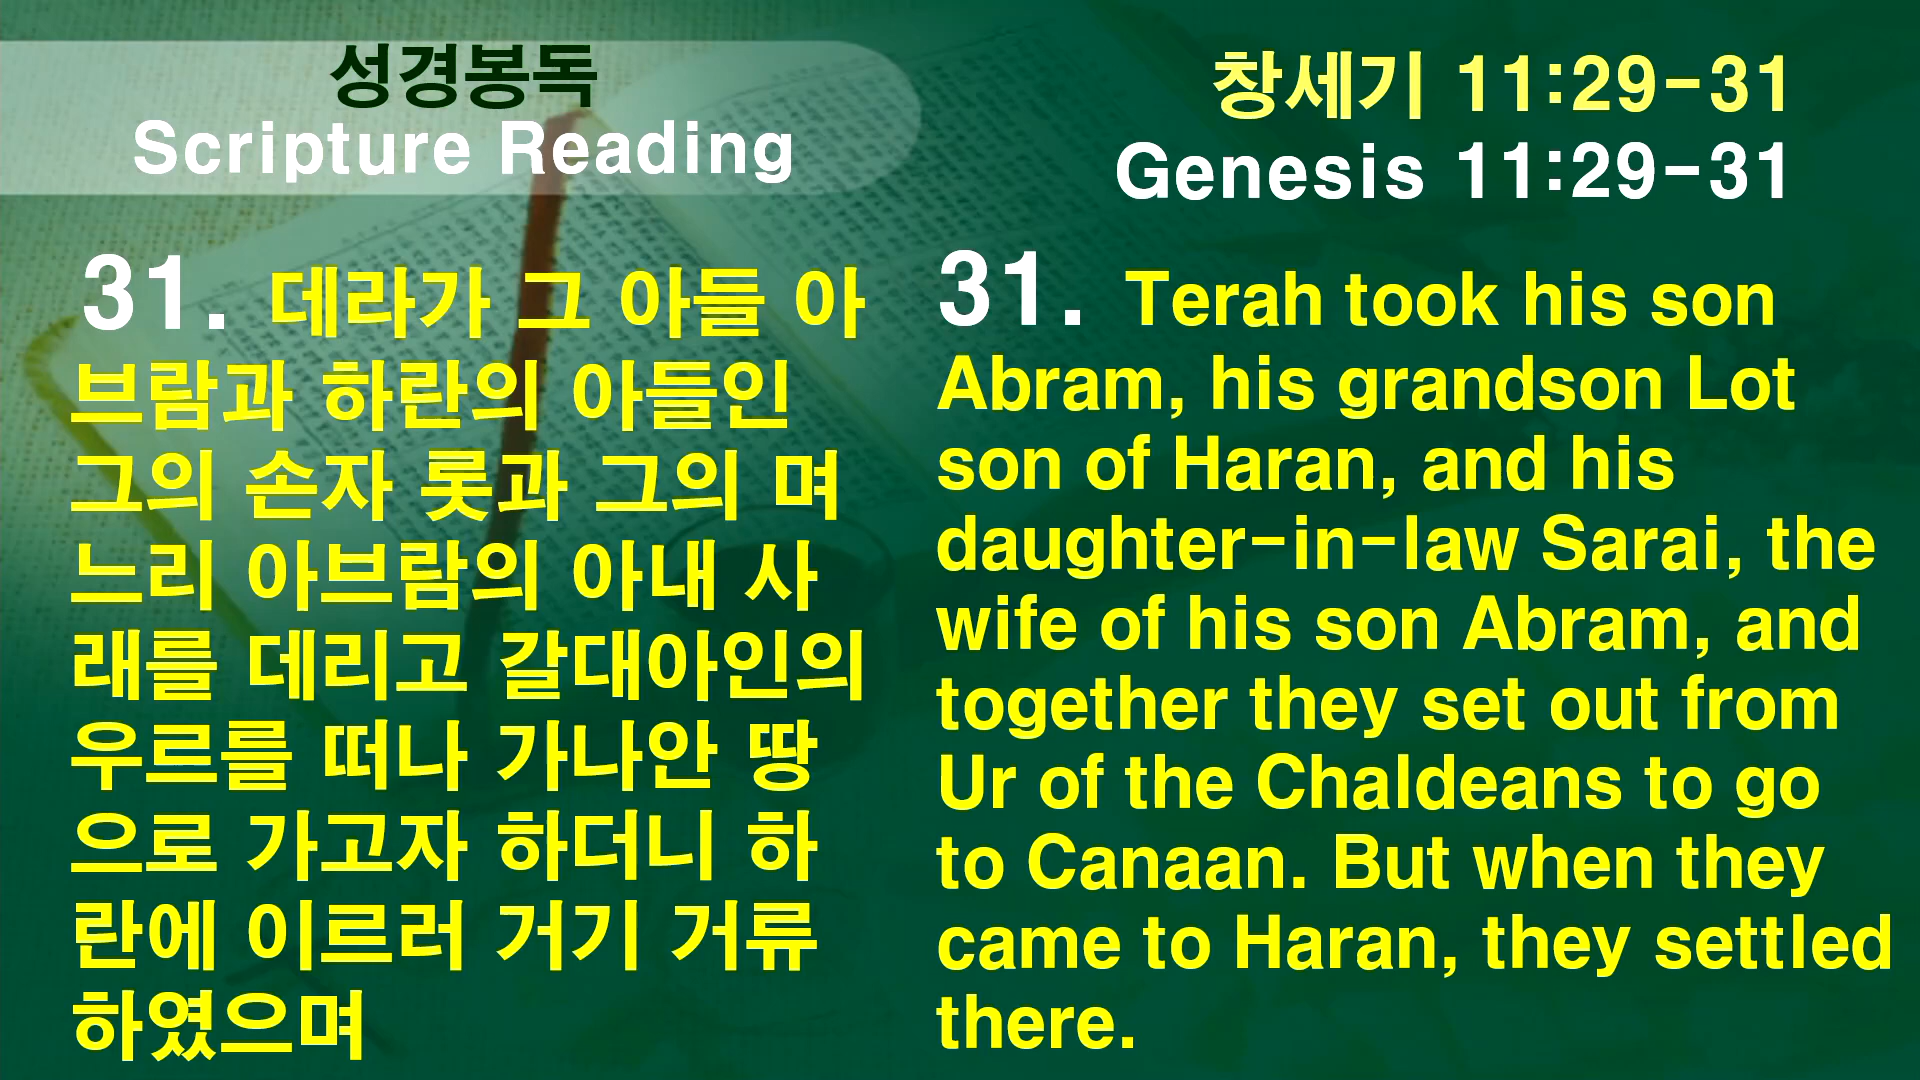 성경봉독
Scripture Reading
창세기 11:29-31
Genesis 11:29-31
31. 데라가 그 아들 아
브람과 하란의 아들인
그의 손자 롯과 그의 며
느리 아브람의 아내 사
래를 데리고 갈대아인의
우르를 떠나 가나안 땅
으로 가고자 하더니 하
란에 이르러 거기 거류
하였으며
31. Terah took his son
Abram, his grandson Lot
son of Haran, and his
daughter-in-law Sarai, the
wife of his son Abram, and
together they set out from
Ur of the Chaldeans to go
to Canaan. But when they
came to Haran, they settled
there.